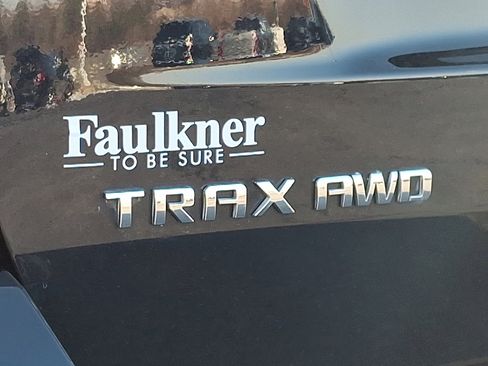 Faulkner
TO BE SURE
TRAX AWD